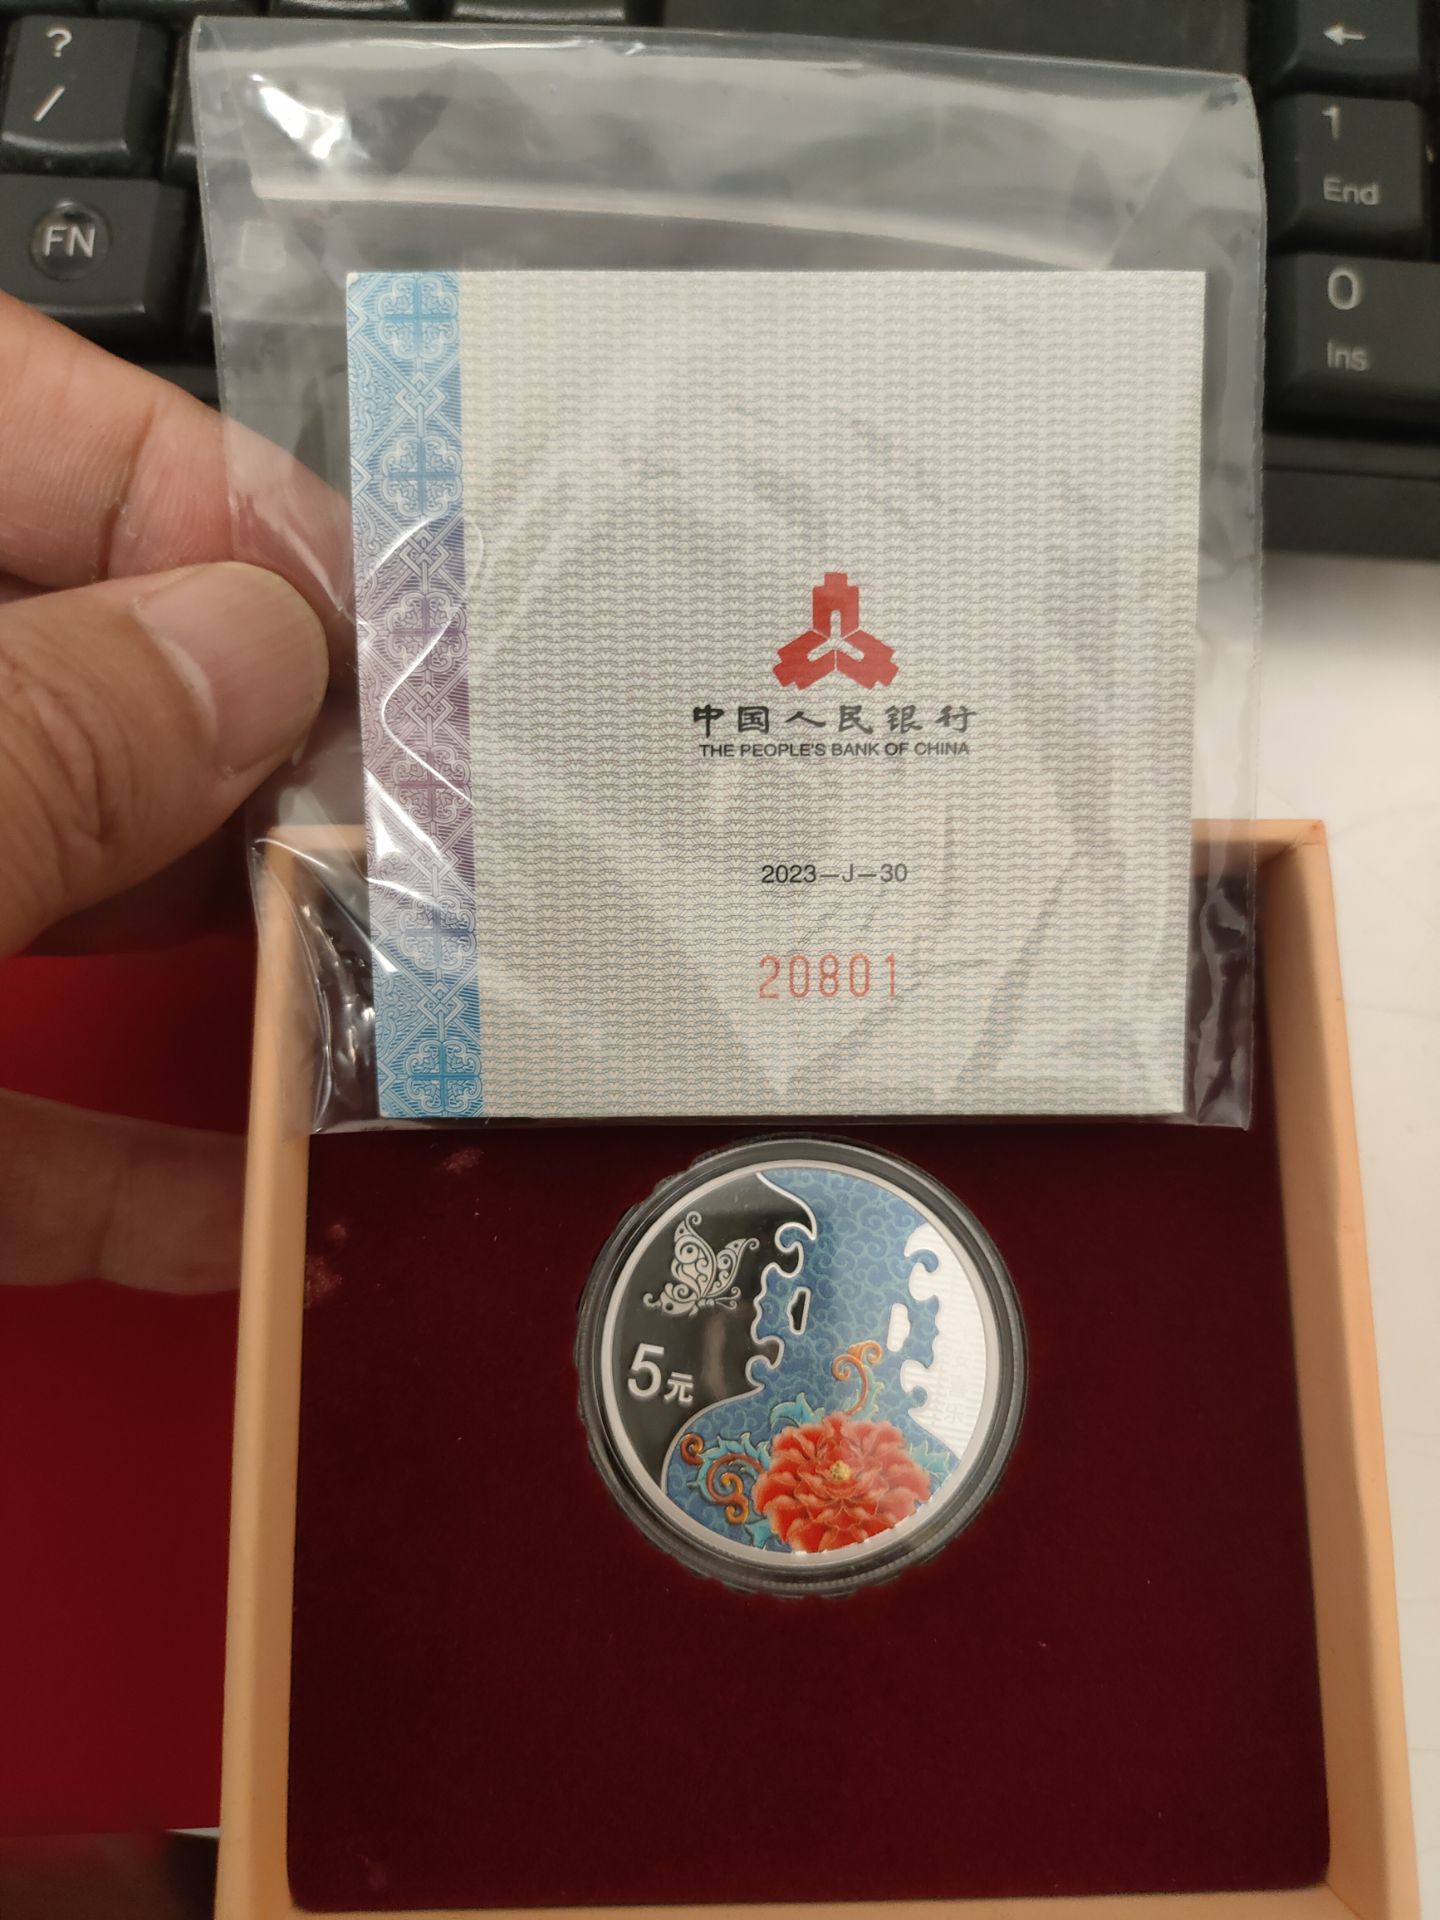 ?
/
FN
←
1
End
0
Ins
中国人民银行
THE PEOPLE'S BANK OF CHINA
2023—J—30
20801
5元